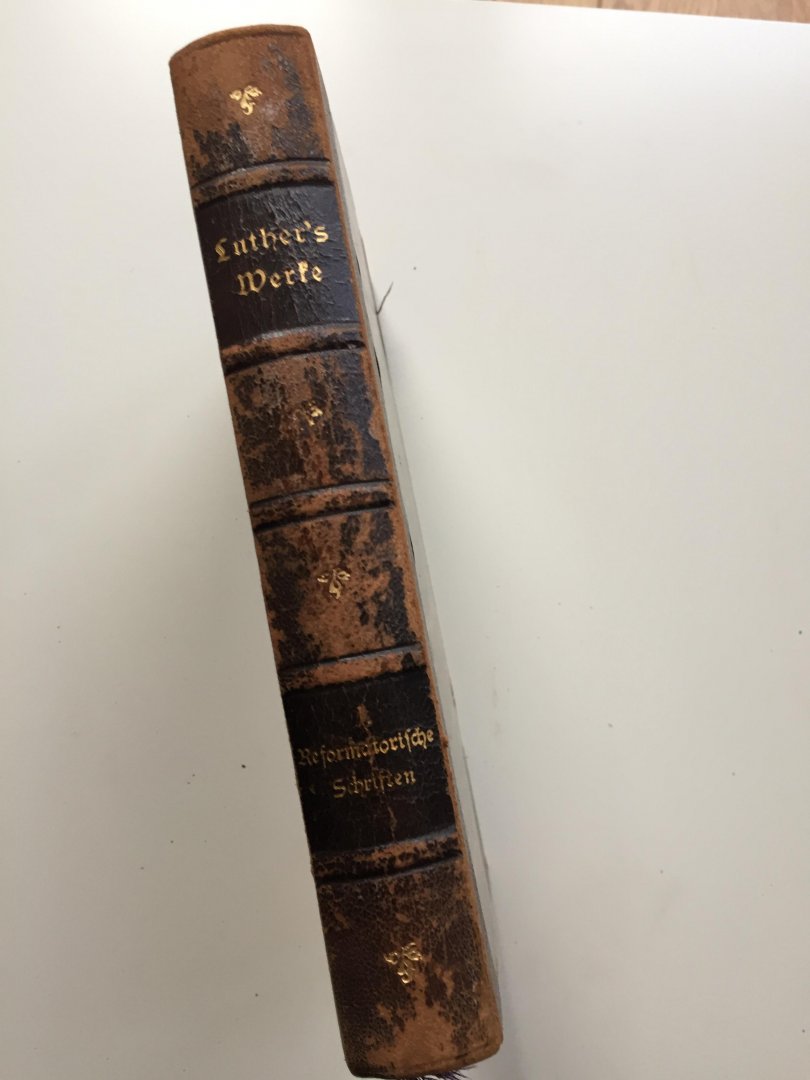 Luther's
Werke
Reformatorische
Schriften